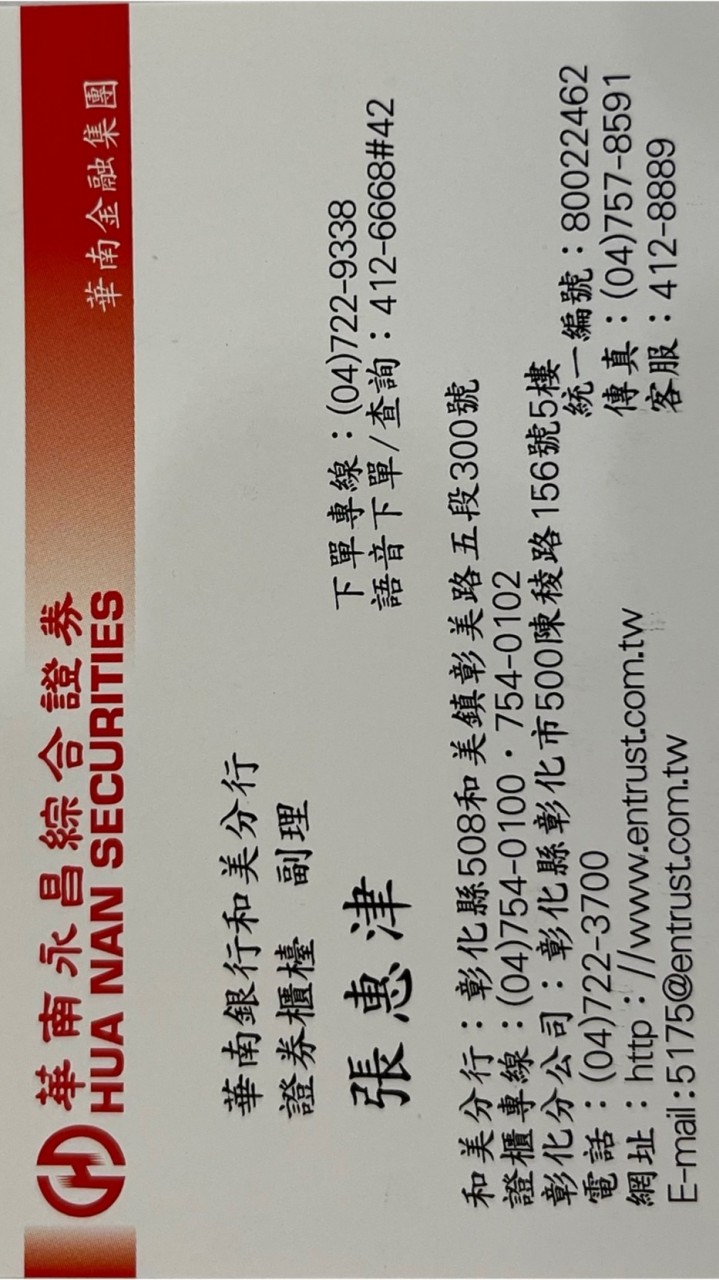 華南永昌綜合證券
HUA NAN SECURITIES
華南金融集團
華南銀行和美分行
證券櫃檯 副理
張惠津
下單專線：(04)722-9338
語音下單/查詢：412-6668#42
和美分行：彰化縣508和美鎮彰美路五段300號
證櫃專線：(04)754-0100・754-0102
彰化分公司：彰化縣彰化市500陳稜路156號5樓
電話：(04)722-3700
統一編號：80022462
網址：http：//www.entrust.com.tw
傳真：(04)757-8591
E-mail:5175@entrust.com.tw
客服：412-8889